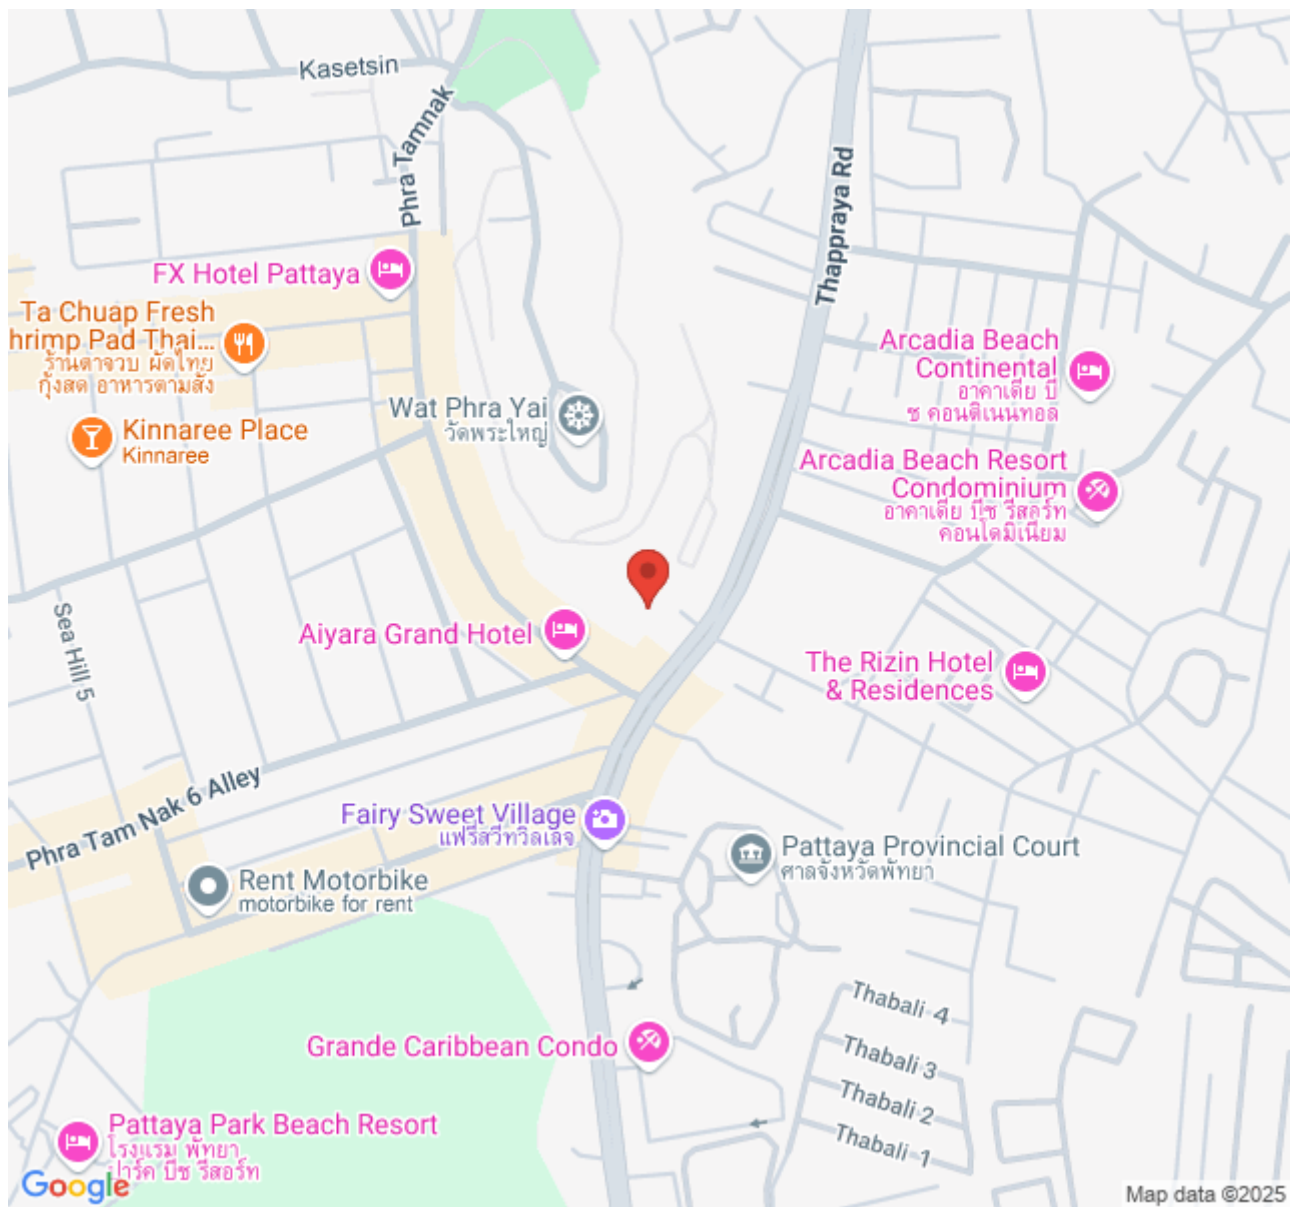 Kasetsin
Phra Tamnak
Thappraya Rd
FX Hotel Pattaya
Ta Chuap Fresh
hrimp Pad Thai...
ร้านตาจวบ ผัดไทย
กุ้งสด อาหารตามสั่ง
Arcadia Beach
Continental
อาคาเดีย บี
ช คอนติเนนทอล
Wat Phra Yai
วัดพระใหญ่
Kinnaree Place
Kinnaree
Arcadia Beach Resort
Condominium
อาคาเดีย บีช รีสอร์ท
คอนโดมิเนียม
Sea Hill 5
Aiyara Grand Hotel
The Rizin Hotel
& Residences
Phra Tam Nak 6 Alley
Fairy Sweet Village
แฟรี่สวีทวิลเลจ
Pattaya Provincial Court
ศาลจังหวัดพัทยา
Rent Motorbike
motorbike for rent
Thabali 4
Grande Caribbean Condo
Thabali 3
Thabali 2
Thabali 1
Pattaya Park Beach Resort
โรงแรม พัทยา
ปาร์ค บีช รีสอร์ท
Google
Map data ©2025